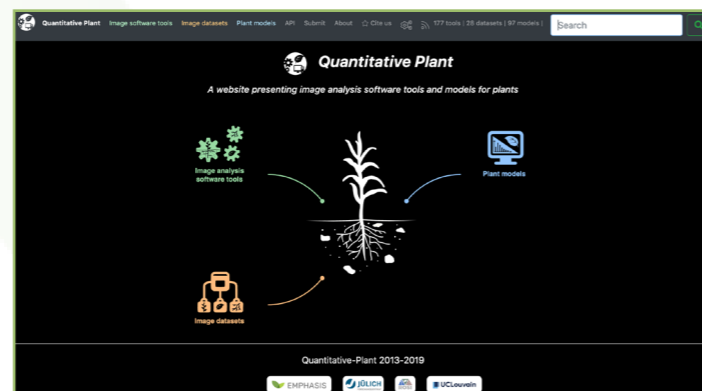 Quantitative Plant Image software tools Image datasets Plant models API Submit About Cite us 177 tools | 28 datasets | 97 models | Search
Quantitative Plant
A website presenting image analysis software tools and models for plants
Image analysis
software tools
Plant models
Image datasets
Quantitative-Plant 2013-2019
EMPHASIS JÜLICH UCLouvain